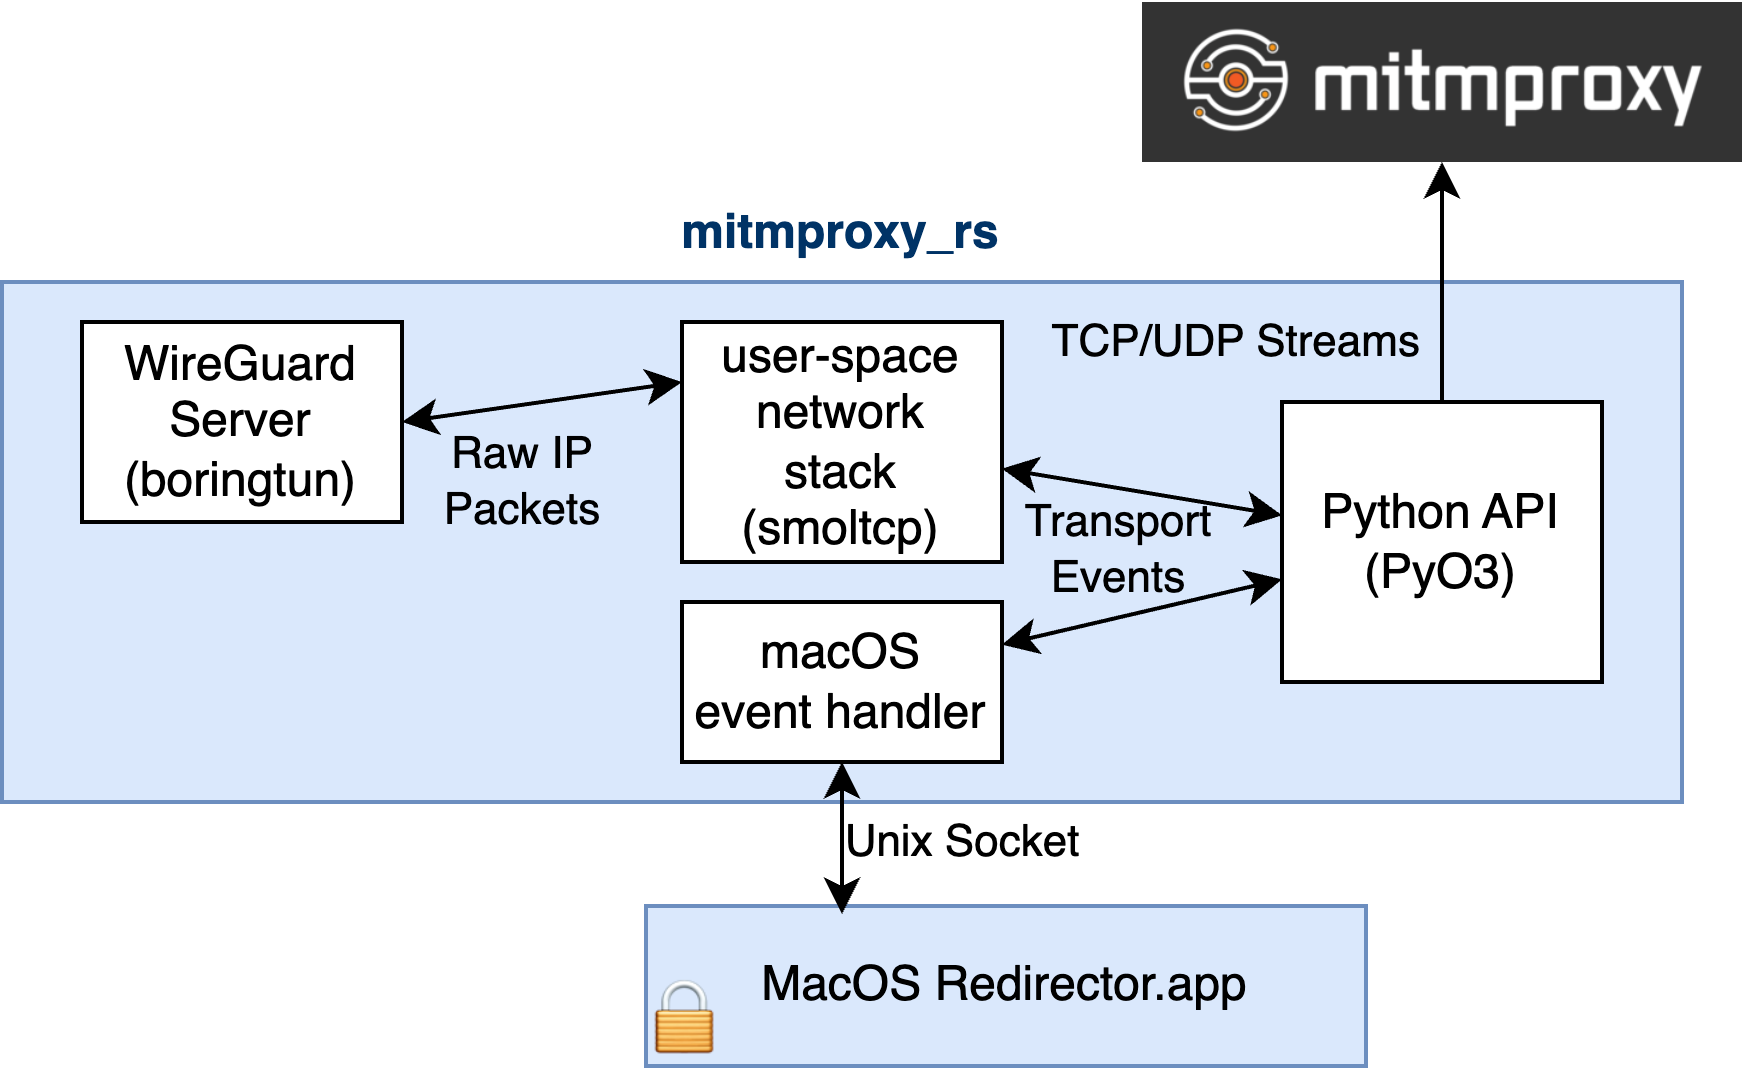 mitmproxy
mitmproxy_rs
WireGuard
Server
(boringtun)
Raw IP
Packets
user-space
network
stack
(smoltcp)
TCP/UDP Streams
Transport
Events
Python API
(PyO3)
macOS
event handler
Unix Socket
MacOS Redirector.app